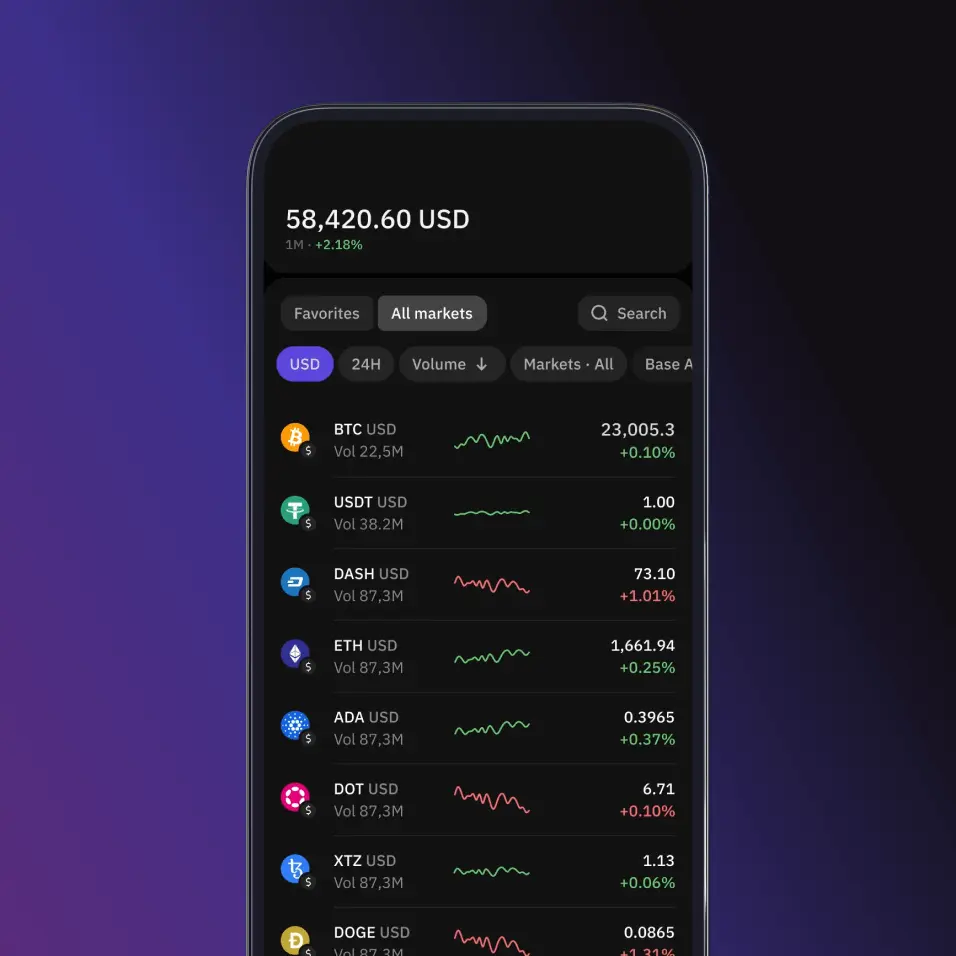 58,420.60 USD
1M · +2.18%
Favorites All markets Search
USD 24H Volume ↓ Markets · All Base A
BTC USD 23,005.3
Vol 22,5M +0.10%
USDT USD 1.00
Vol 38.2M +0.00%
DASH USD 73.10
Vol 87,3M +1.01%
ETH USD 1,661.94
Vol 87,3M +0.25%
ADA USD 0.3965
Vol 87,3M +0.37%
DOT USD 6.71
Vol 87,3M +0.10%
XTZ USD 1.13
Vol 87,3M +0.06%
DOGE USD 0.0865
Vol 87,3M +1.31%